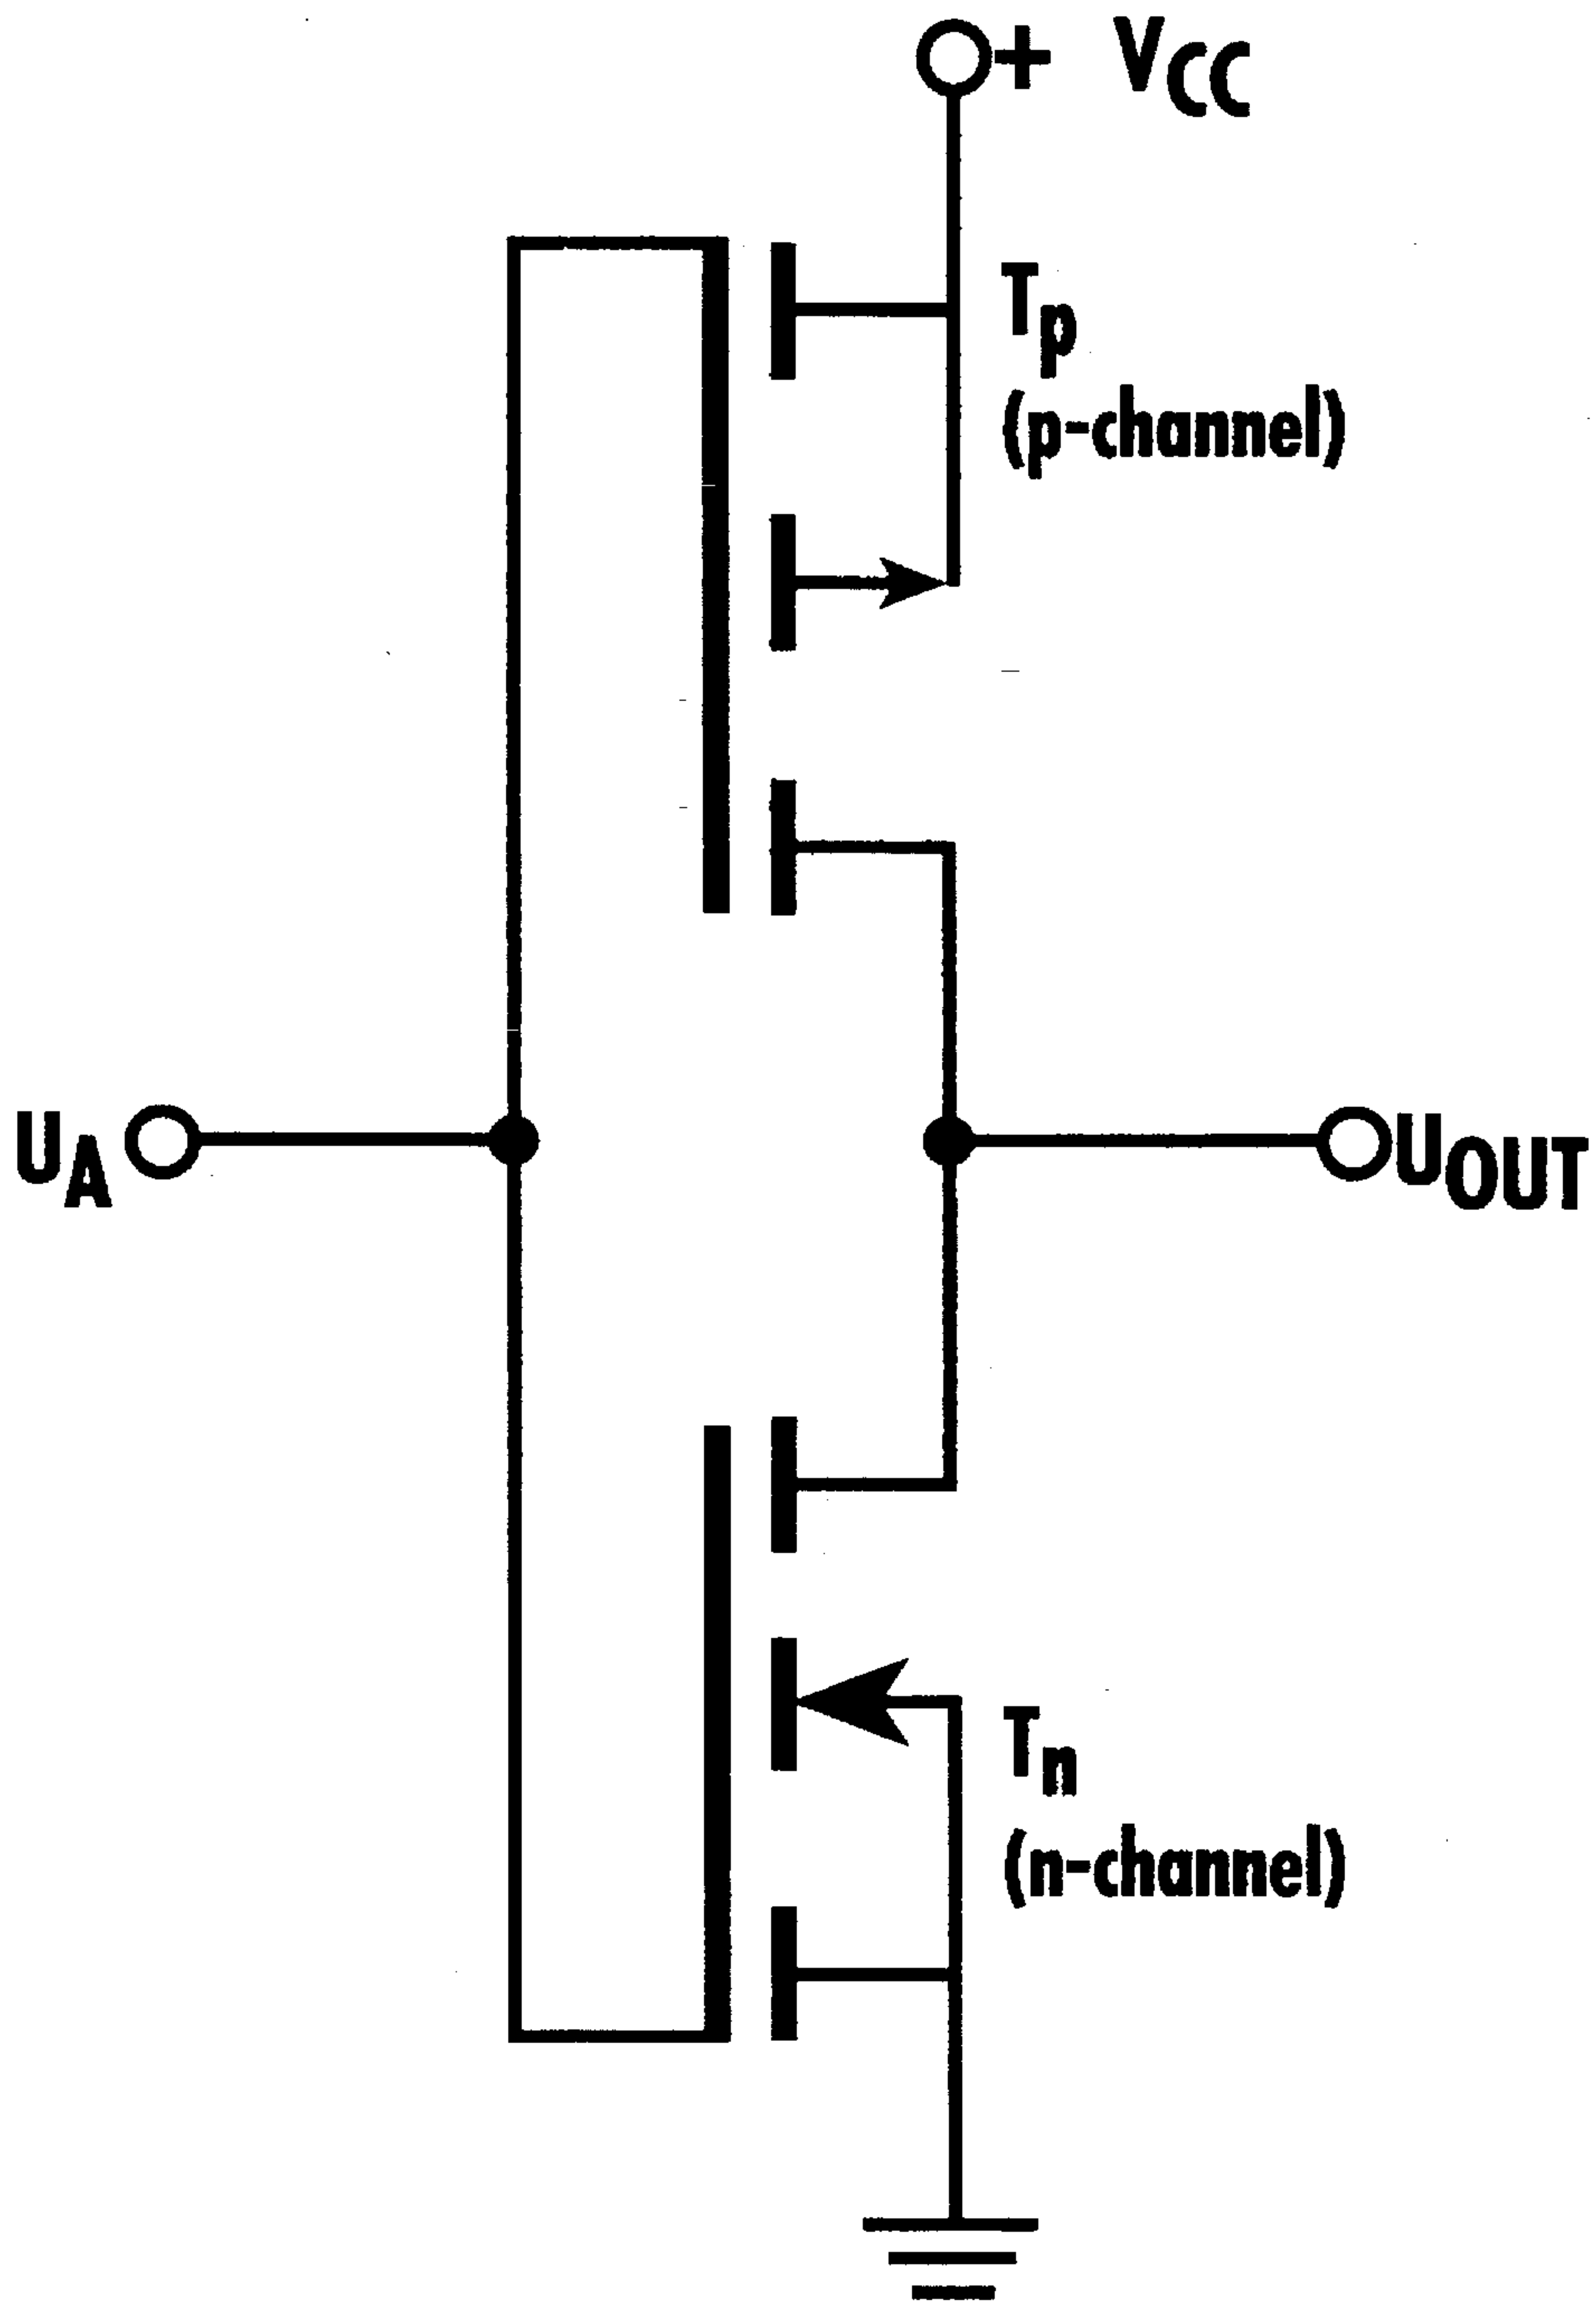 + VCC
Tp
(p-channel)
UA
UOUT
Tn
(n-channel)